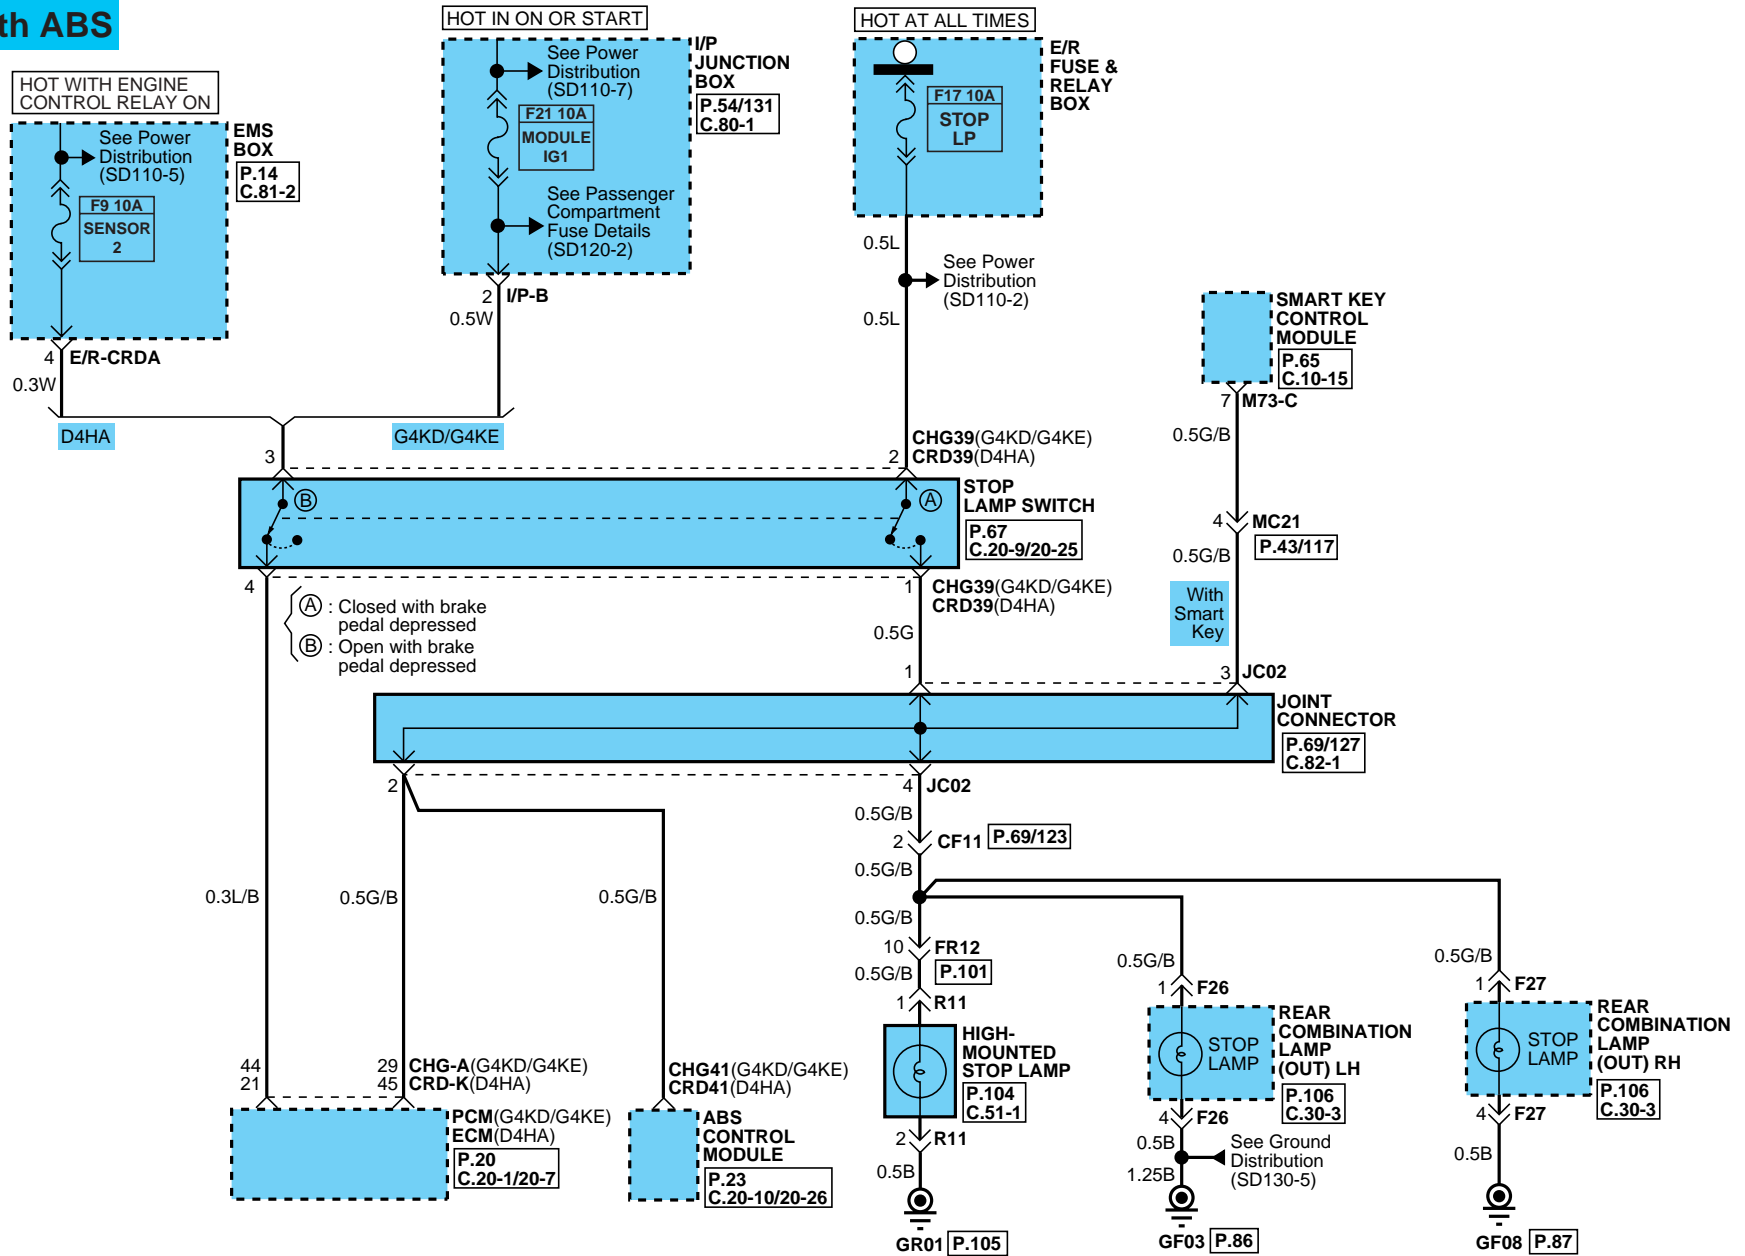 th ABS
HOT WITH ENGINE
CONTROL RELAY ON
See Power
Distribution
(SD110-5)
F9 10A
SENSOR
2
EMS
BOX
P.14
C.81-2
4 E/R-CRDA
0.3W
HOT IN ON OR START
See Power
Distribution
(SD110-7)
F21 10A
MODULE
IG1
See Passenger
Compartment
Fuse Details
(SD120-2)
I/P
JUNCTION
BOX
P.54/131
C.80-1
2 I/P-B
0.5W
HOT AT ALL TIMES
F17 10A
STOP
LP
E/R
FUSE &
RELAY
BOX
0.5L
See Power
Distribution
(SD110-2)
0.5L
SMART KEY
CONTROL
MODULE
P.65
C.10-15
7 M73-C
0.5G/B
4 MC21
P.43/117
0.5G/B
With
Smart
Key
3 JC02
D4HA
G4KD/G4KE
3
2
CHG39(G4KD/G4KE)
CRD39(D4HA)
B
A
STOP
LAMP SWITCH
P.67
C.20-9/20-25
4
1
CHG39(G4KD/G4KE)
CRD39(D4HA)
A : Closed with brake
pedal depressed
B : Open with brake
pedal depressed
0.5G
1
JOINT
CONNECTOR
P.69/127
C.82-1
2
4 JC02
0.5G/B
2 CF11 P.69/123
0.5G/B
0.3L/B
0.5G/B
0.5G/B
0.5G/B
10 FR12
P.101
0.5G/B
1 R11
HIGH-
MOUNTED
STOP LAMP
P.104
C.51-1
2 R11
0.5B
GR01 P.105
0.5G/B
1 F26
STOP
LAMP
REAR
COMBINATION
LAMP
(OUT) LH
P.106
C.30-3
4 F26
0.5B
See Ground
Distribution
(SD130-5)
1.25B
GF03 P.86
0.5G/B
1 F27
STOP
LAMP
REAR
COMBINATION
LAMP
(OUT) RH
P.106
C.30-3
4 F27
0.5B
GF08 P.87
44
21
29 CHG-A(G4KD/G4KE)
45 CRD-K(D4HA)
PCM(G4KD/G4KE)
ECM(D4HA)
P.20
C.20-1/20-7
CHG41(G4KD/G4KE)
CRD41(D4HA)
ABS
CONTROL
MODULE
P.23
C.20-10/20-26